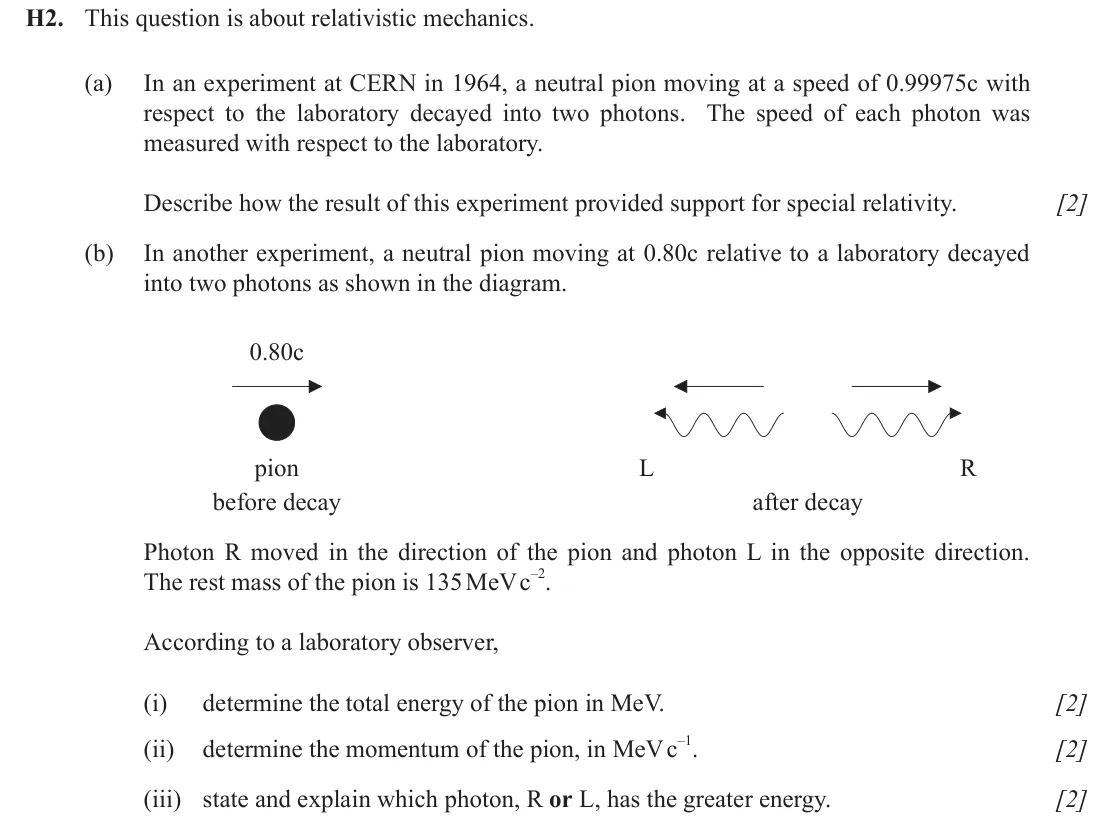 H2. This question is about relativistic mechanics.
(a) In an experiment at CERN in 1964, a neutral pion moving at a speed of 0.99975c with
respect to the laboratory decayed into two photons. The speed of each photon was
measured with respect to the laboratory.
Describe how the result of this experiment provided support for special relativity. [2]
(b) In another experiment, a neutral pion moving at 0.80c relative to a laboratory decayed
into two photons as shown in the diagram.
0.80c
pion L R
before decay after decay
Photon R moved in the direction of the pion and photon L in the opposite direction.
The rest mass of the pion is 135 MeV c⁻².
According to a laboratory observer,
(i) determine the total energy of the pion in MeV. [2]
(ii) determine the momentum of the pion, in MeV c⁻¹. [2]
(iii) state and explain which photon, R or L, has the greater energy. [2]